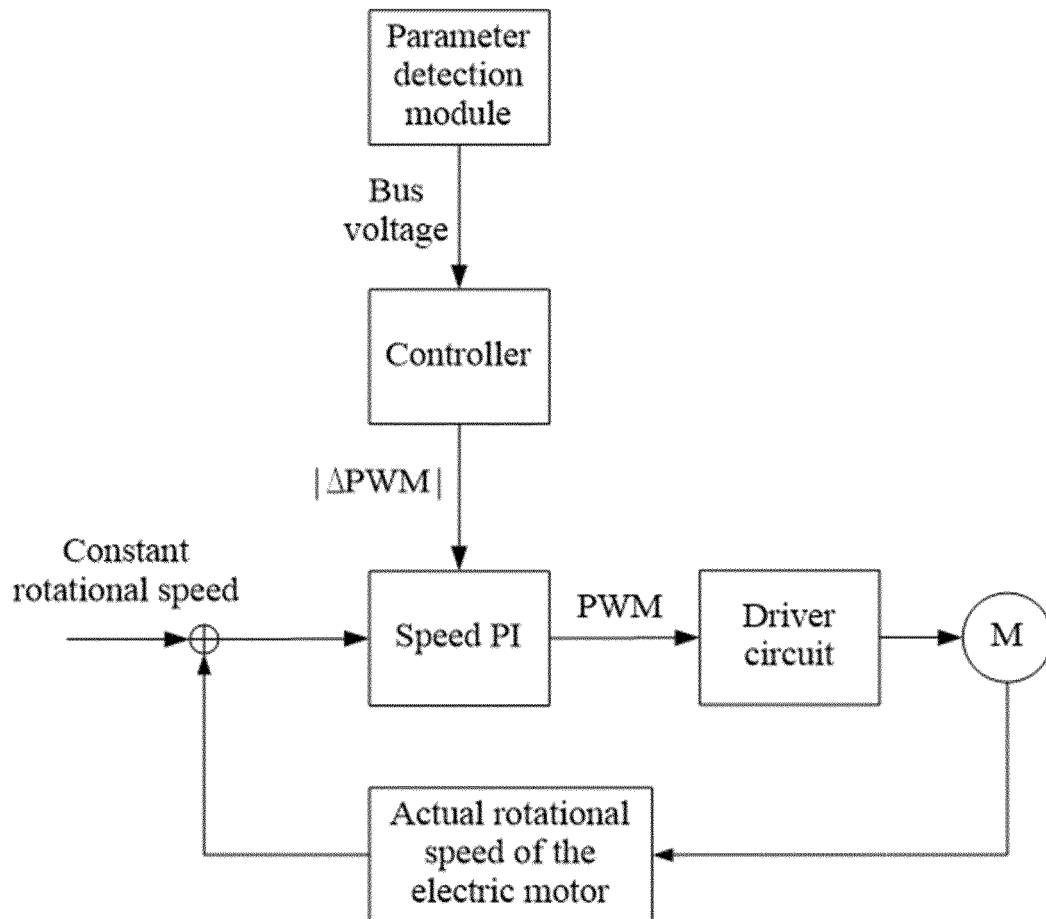 Parameter
detection
module
Bus
voltage
Controller
|ΔPWM|
Constant
rotational speed
Speed PI
PWM
Driver
circuit
M
Actual rotational
speed of the
electric motor